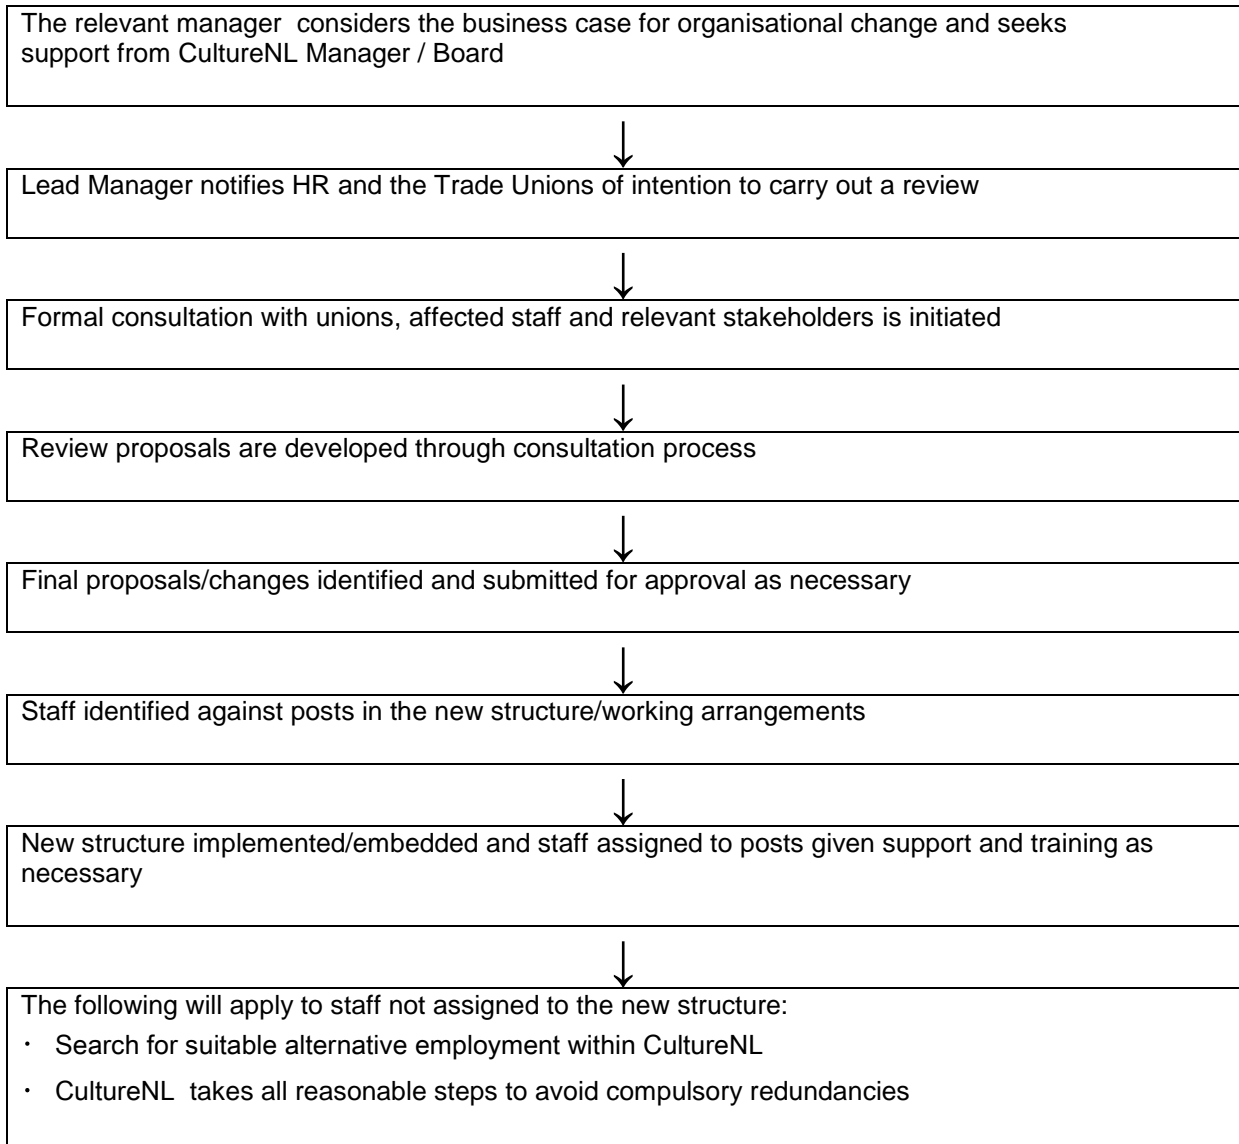 The relevant manager  considers the business case for organisational change and seeks
support from CultureNL Manager / Board
Lead Manager notifies HR and the Trade Unions of intention to carry out a review
Formal consultation with unions, affected staff and relevant stakeholders is initiated
Review proposals are developed through consultation process
Final proposals/changes identified and submitted for approval as necessary
Staff identified against posts in the new structure/working arrangements
New structure implemented/embedded and staff assigned to posts given support and training as
necessary
The following will apply to staff not assigned to the new structure:
· Search for suitable alternative employment within CultureNL
· CultureNL  takes all reasonable steps to avoid compulsory redundancies